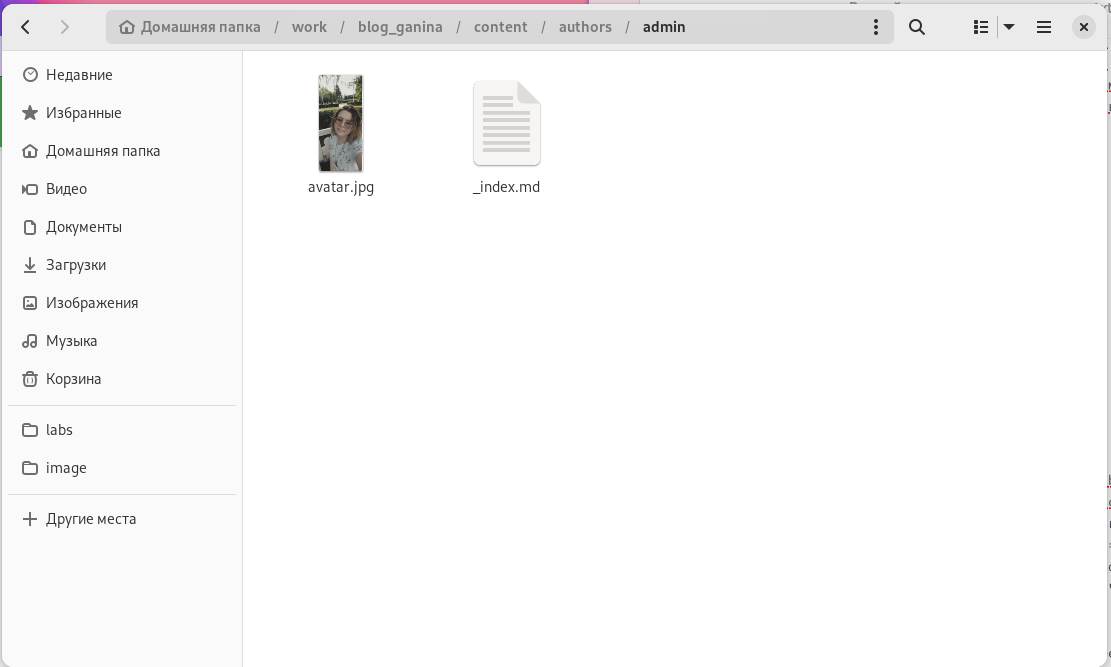 Домашняя папка / work / blog_ganina / content / authors / admin
Недавние
Избранные
Домашняя папка
Видео
Документы
Загрузки
Изображения
Музыка
Корзина
labs
image
Другие места
avatar.jpg
_index.md